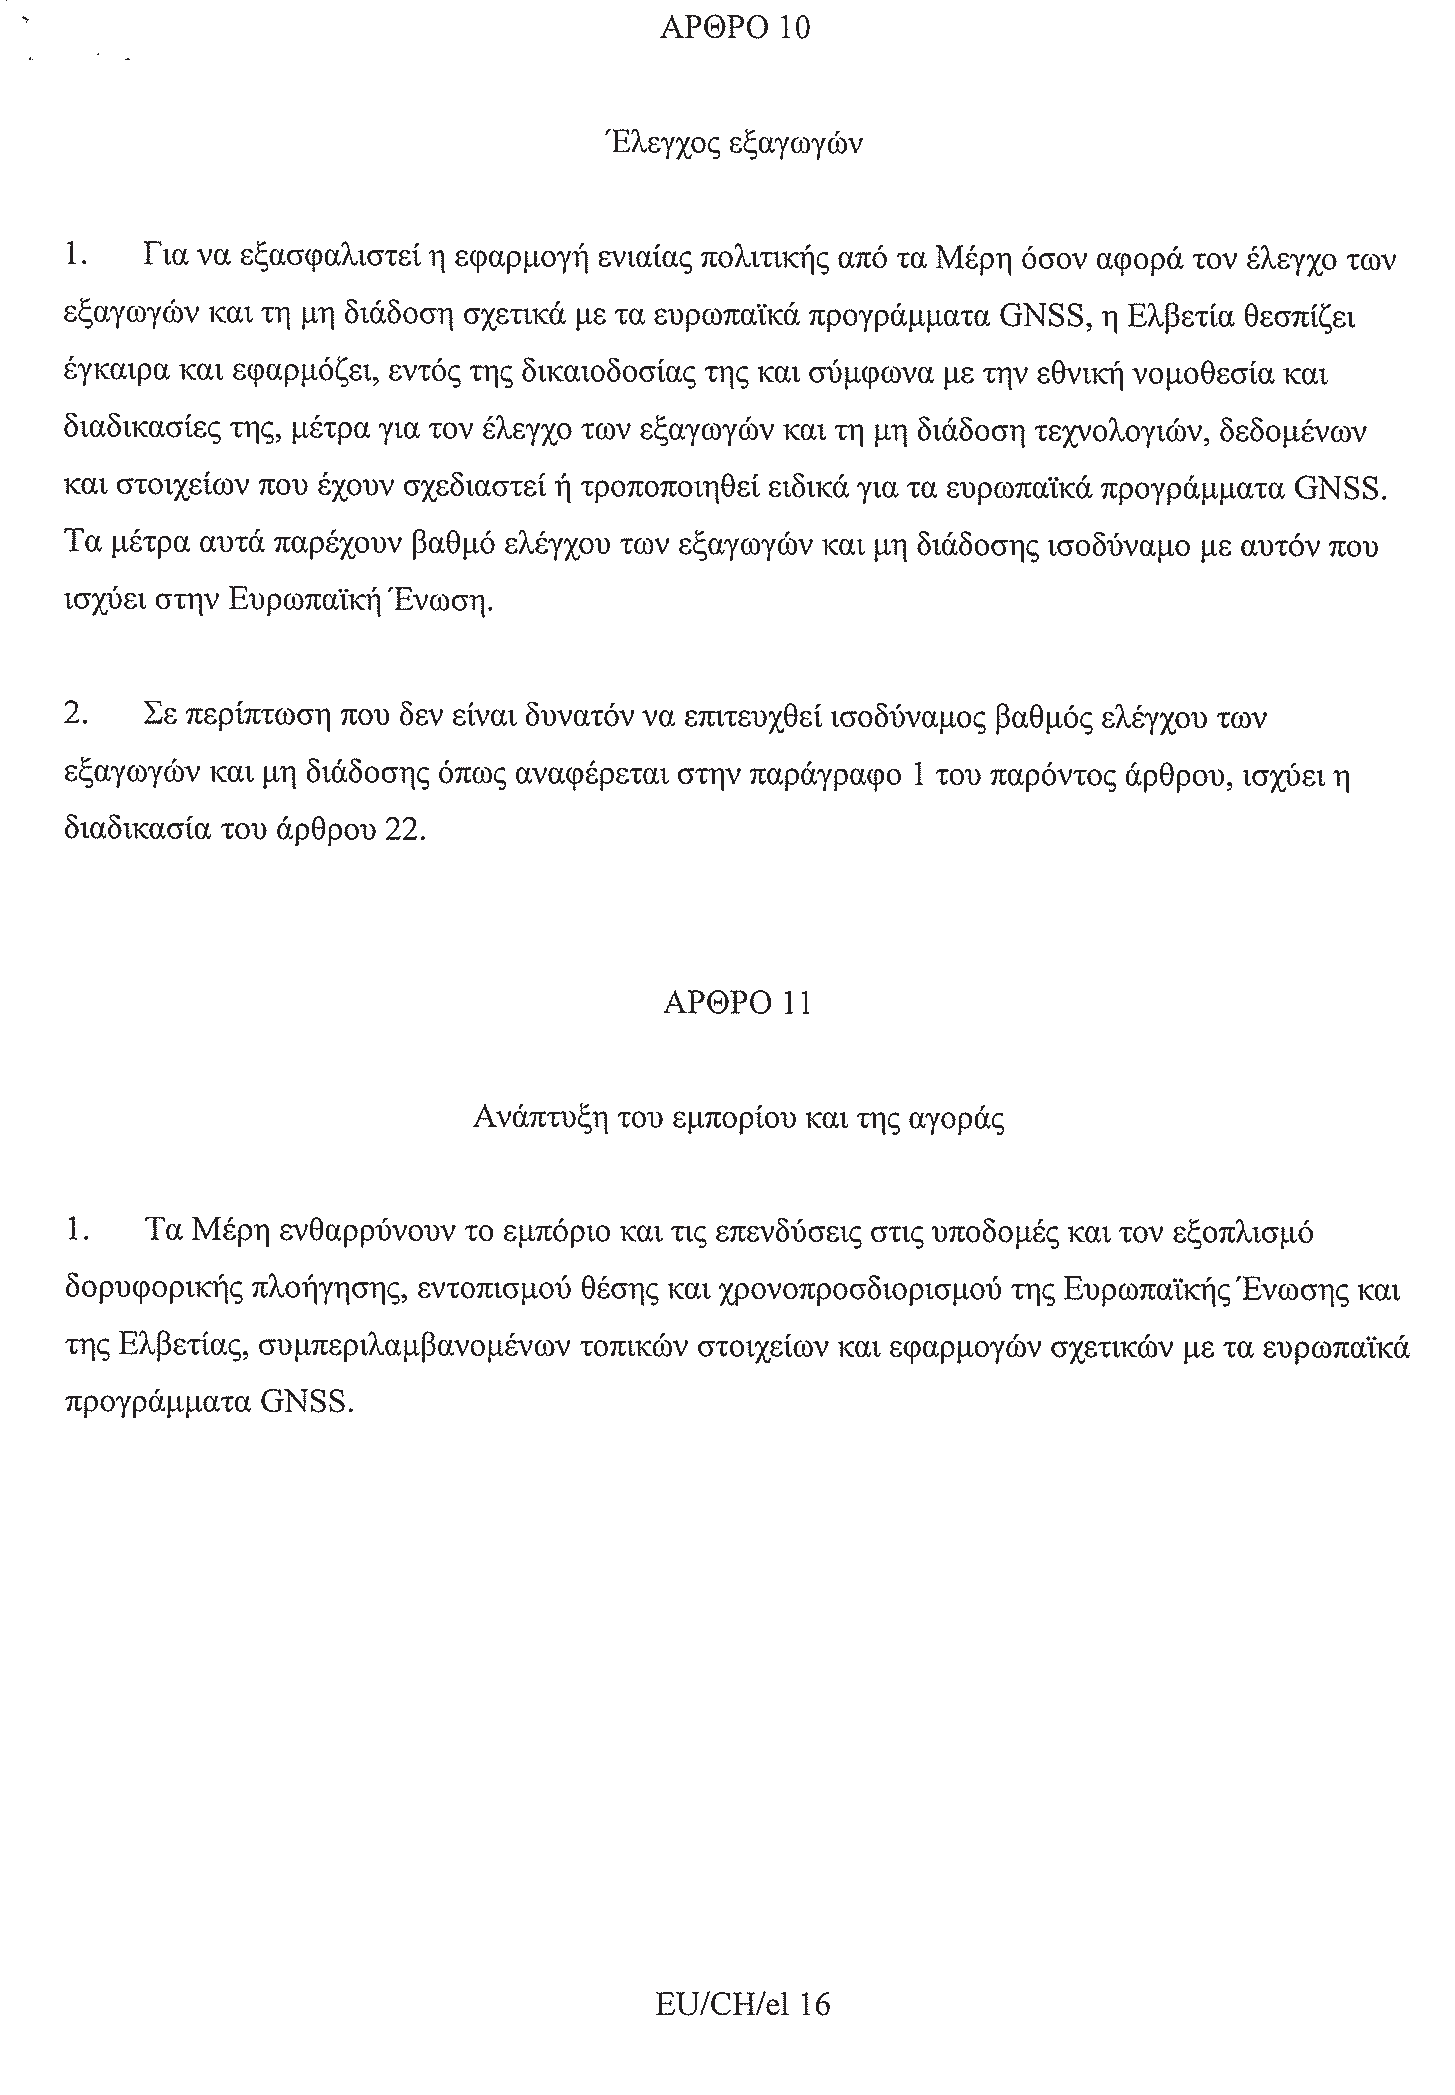 ΑΡΘΡΟ 10
Έλεγχος εξαγωγών
1. Για να εξασφαλιστεί η εφαρμογή ενιαίας πολιτικής από τα Μέρη όσον αφορά τον έλεγχο των
εξαγωγών και τη μη διάδοση σχετικά με τα ευρωπαϊκά προγράμματα GNSS, η Ελβετία θεσπίζει
έγκαιρα και εφαρμόζει, εντός της δικαιοδοσίας της και σύμφωνα με την εθνική νομοθεσία και
διαδικασίες της, μέτρα για τον έλεγχο των εξαγωγών και τη μη διάδοση τεχνολογιών, δεδομένων
και στοιχείων που έχουν σχεδιαστεί ή τροποποιηθεί ειδικά για τα ευρωπαϊκά προγράμματα GNSS.
Τα μέτρα αυτά παρέχουν βαθμό ελέγχου των εξαγωγών και μη διάδοσης ισοδύναμο με αυτόν που
ισχύει στην Ευρωπαϊκή Ένωση.
2. Σε περίπτωση που δεν είναι δυνατόν να επιτευχθεί ισοδύναμος βαθμός ελέγχου των
εξαγωγών και μη διάδοσης όπως αναφέρεται στην παράγραφο 1 του παρόντος άρθρου, ισχύει η
διαδικασία του άρθρου 22.
ΑΡΘΡΟ 11
Ανάπτυξη του εμπορίου και της αγοράς
1. Τα Μέρη ενθαρρύνουν το εμπόριο και τις επενδύσεις στις υποδομές και τον εξοπλισμό
δορυφορικής πλοήγησης, εντοπισμού θέσης και χρονοπροσδιορισμού της Ευρωπαϊκής Ένωσης και
της Ελβετίας, συμπεριλαμβανομένων τοπικών στοιχείων και εφαρμογών σχετικών με τα ευρωπαϊκά
προγράμματα GNSS.
EU/CH/el 16